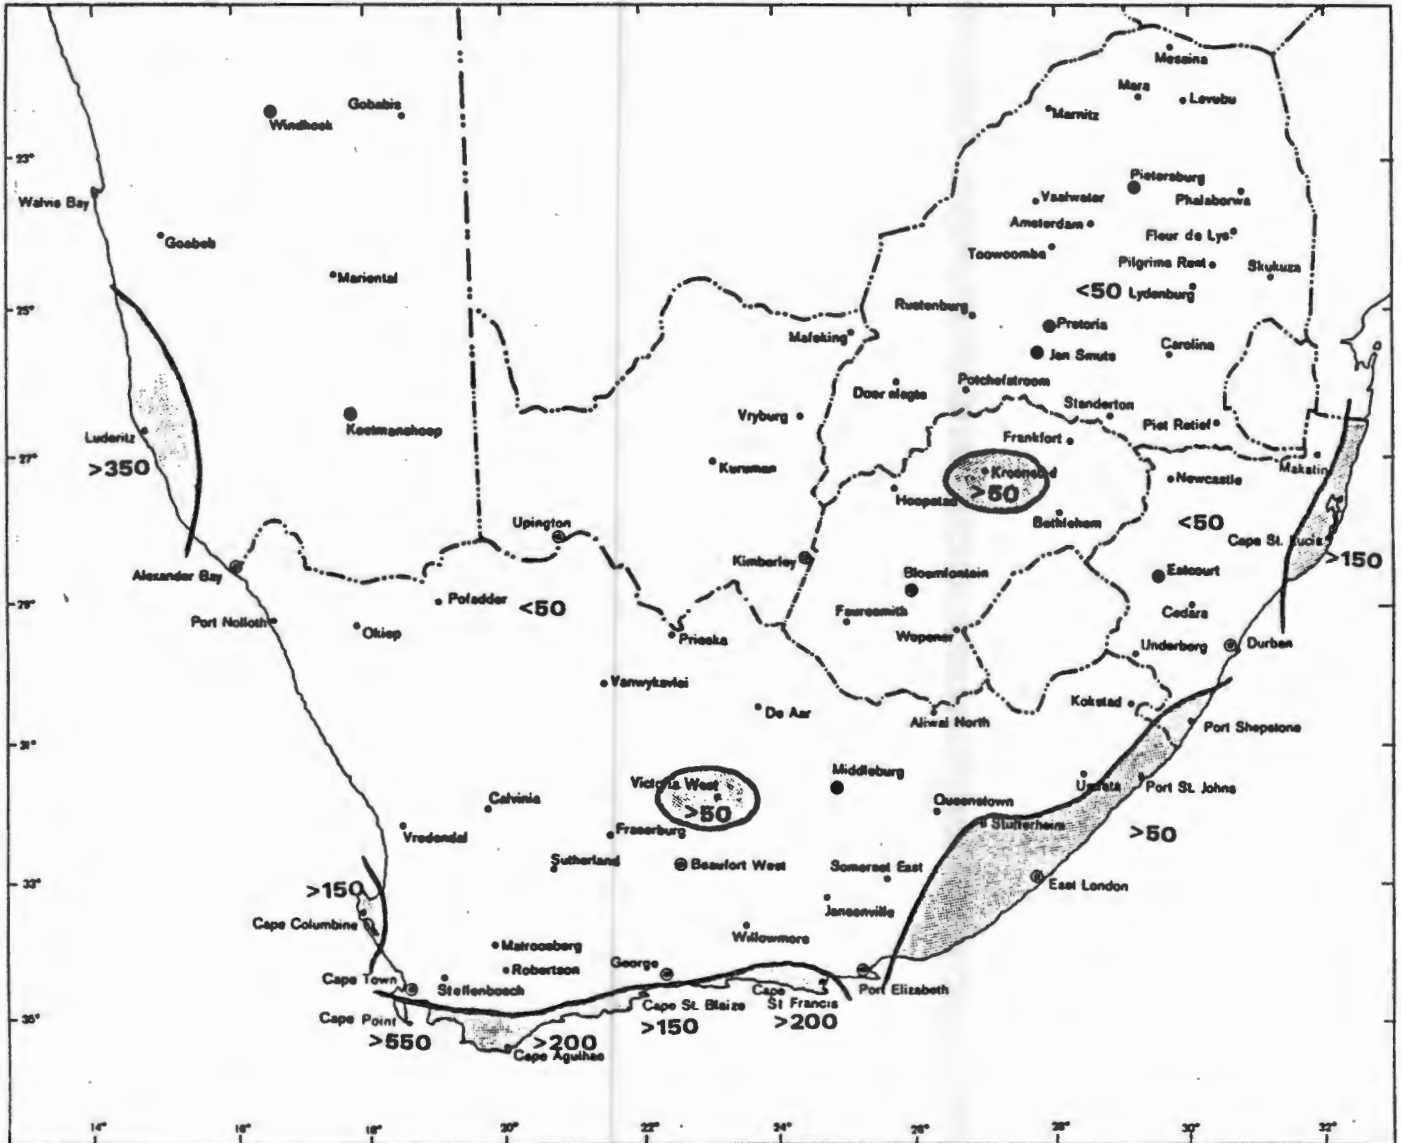 Messina
Mara
Levubu
Gobabis
Marnitz
Windhoek
23°
Pietersburg
Vaalwater
Phalaborwa
Walvis Bay
Amsterdam
Fleur de Lys
Goabeb
Toowoomba
Pilgrims Rest
Skukuza
Mariental
<50 Lydenburg
Rustenburg
25°
Pretoria
Mafeking
Jan Smuts
Carolina
Potchefstroom
Standerton
Vryburg
Piet Retief
Keetmanshoop
Frankfort
Luderitz
>350
27°
Kuruman
Makatin
>50
Newcastle
Upington
Bethlehem
<50
Cape St. Lucia
Kimberley
>150
Alexander Bay
Bloemfontein
Estcourt
Pofadder
<50
29°
Fauresmith
Cedara
Port Nolloth
Okiep
Prieska
Wepener
Underberg
Durban
Vanwyksvlei
De Aar
Kokstad
Aliwal North
Port Shepstone
31°
Middleburg
Victoria West
>50
Umtata
Port St. Johns
Calvinia
Queenstown
Vrededal
Fraserburg
Stutterheim
>50
Sutherland
Beaufort West
Somerset East
33°
>150
East London
Jansenville
Cape Columbine
Willowmore
Matroosberg
George
Robertson
Cape Town
Stellenbosch
Cape
St Francis
Port Elizabeth
Cape St. Blaize
35°
Cape Point
>150
>200
>550
>200
Cape Agulhas
14° 16° 18° 20° 22° 24° 26° 28° 30° 32°